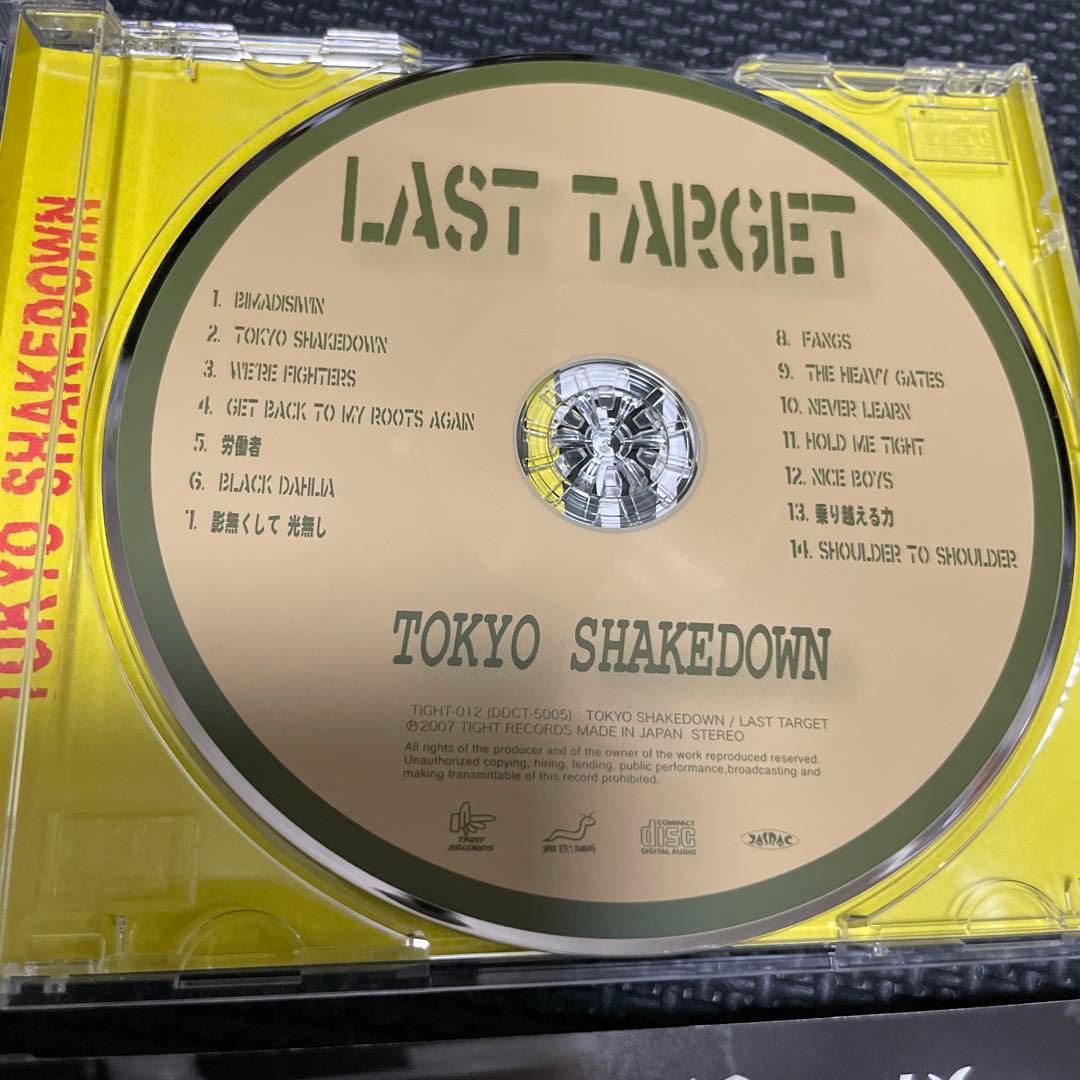 TOKYO SHAKEDOWN
LAST TARGET
1. BIMADISIWIN
2. TOKYO SHAKEDOWN
3. WE'RE FIGHTERS
4. GET BACK TO MY ROOTS AGAIN
5. 労働者
6. BLACK DAHLIA
7. 影無くして 光無し
8. FANGS
9. THE HEAVY GATES
10. NEVER LEARN
11. HOLD ME TIGHT
12. NICE BOYS
13. 乗り越える力
14. SHOULDER TO SHOULDER
TOKYO SHAKEDOWN
TIGHT-012 (DDCT-5005) TOKYO SHAKEDOWN / LAST TARGET
℗2007 TIGHT RECORDS MADE IN JAPAN STEREO
All rights of the producer and of the owner of the work reproduced reserved.
Unauthorized copying, hiring, lending, public performance,broadcasting and
making transmittable of this record prohibited.
TIGHT
RECORDS
COMPACT
disc
DIGITAL AUDIO
JASRAC